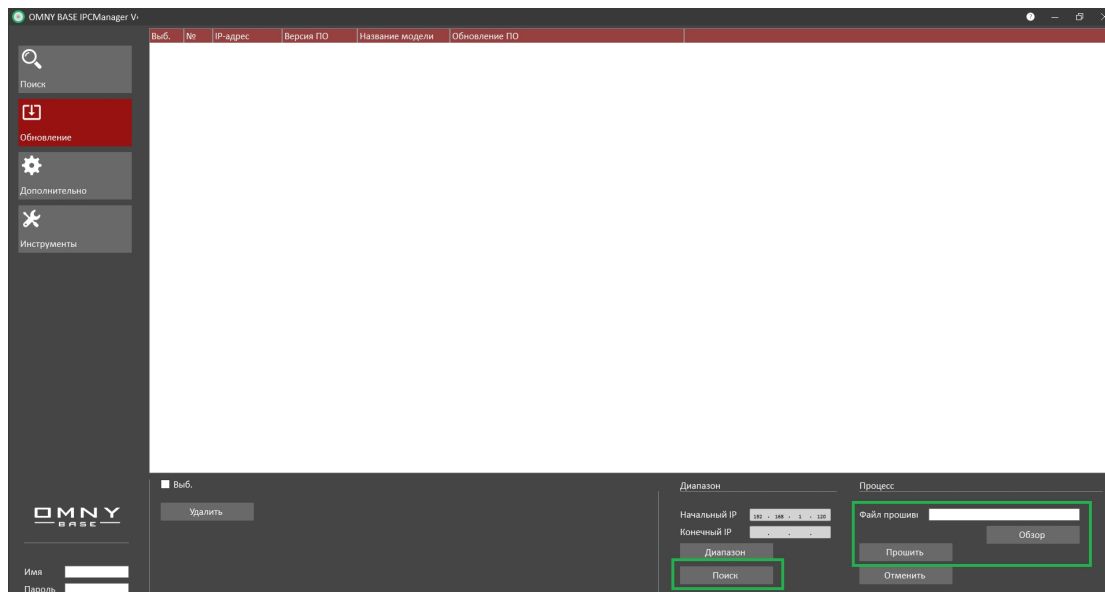 OMNY BASE IPCManager V
Выб. № IP-адрес Версия ПО Название модели Обновление ПО
Поиск
Обновление
Дополнительно
Инструменты
Выб.
Удалить
Диапазон
Начальный IP 192 . 168 . 1 . 120
Конечный IP . . .
Диапазон
Поиск
Процесс
Файл прошив
Обзор
Прошить
Отменить
OMNY
BASE
Имя
Пароль